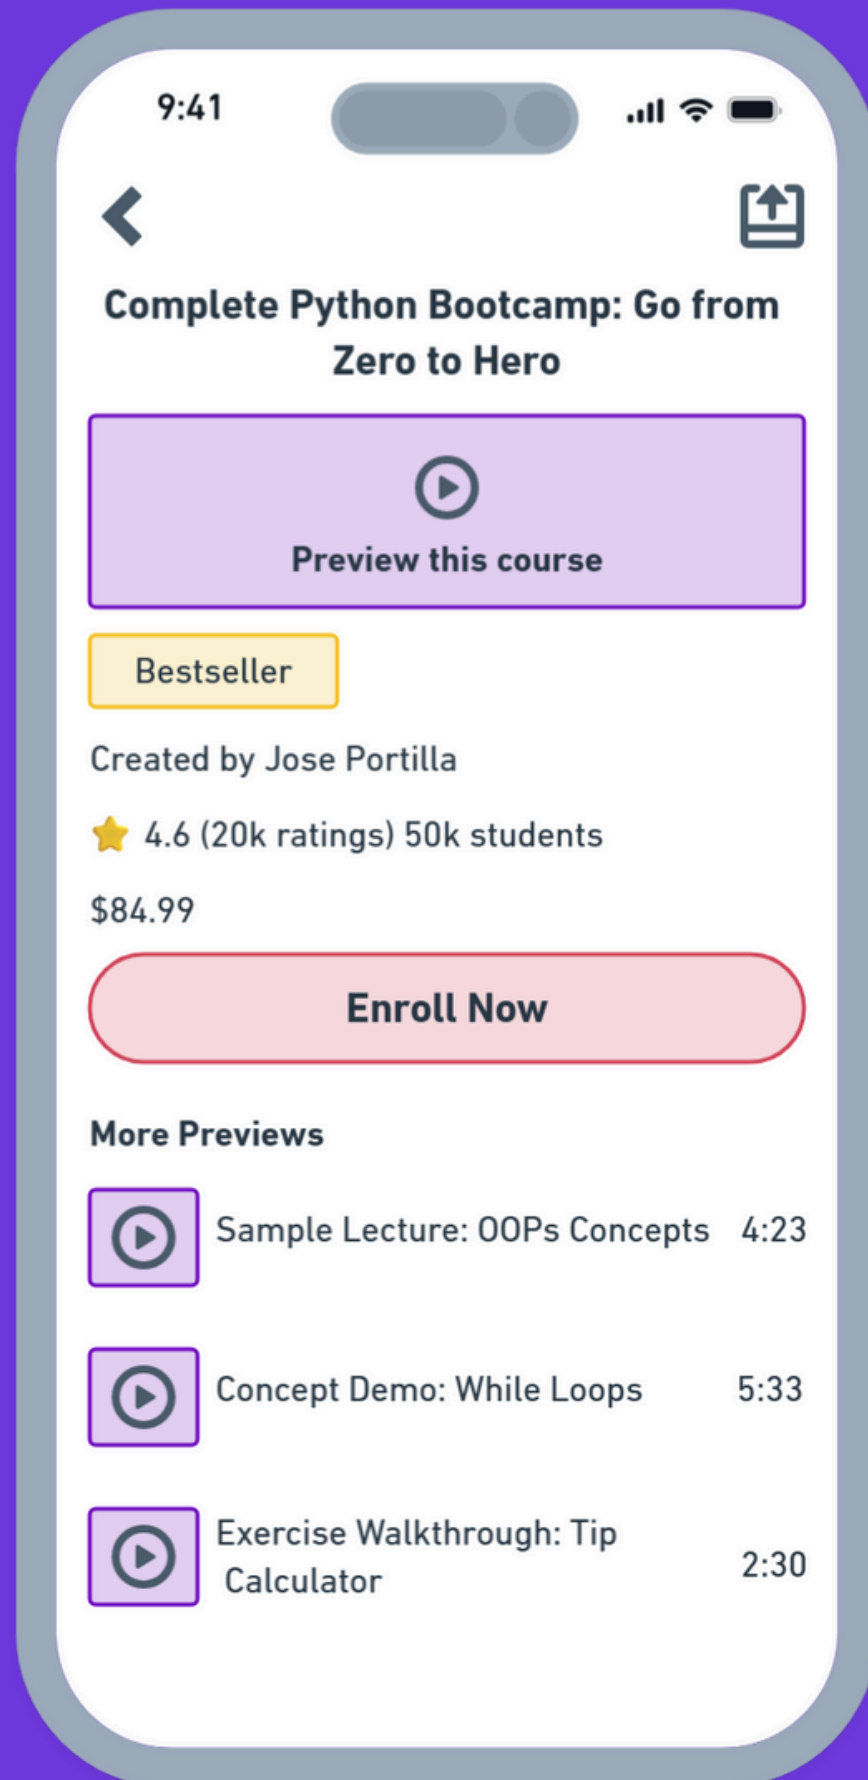 9:41
Complete Python Bootcamp: Go from
Zero to Hero
Preview this course
Bestseller
Created by Jose Portilla
4.6 (20k ratings) 50k students
$84.99
Enroll Now
More Previews
Sample Lecture: OOPs Concepts 4:23
Concept Demo: While Loops 5:33
Exercise Walkthrough: Tip
Calculator 2:30